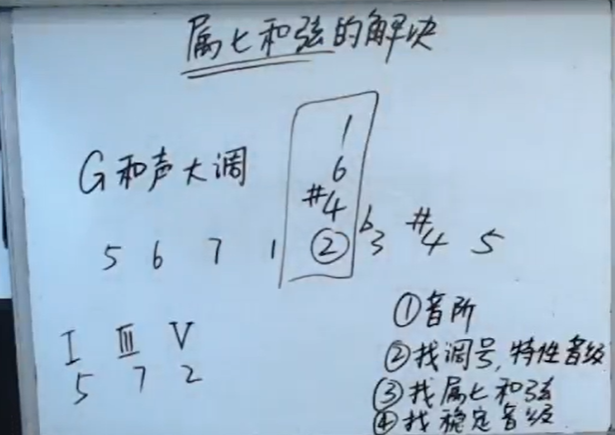 属七和弦的解决
G和声大调
1
6
#4
5 6 7 1 ② b3 #4 5
I III V
5 7 2
①音阶
②找调号,特性音级
③找属七和弦
④找稳定音级